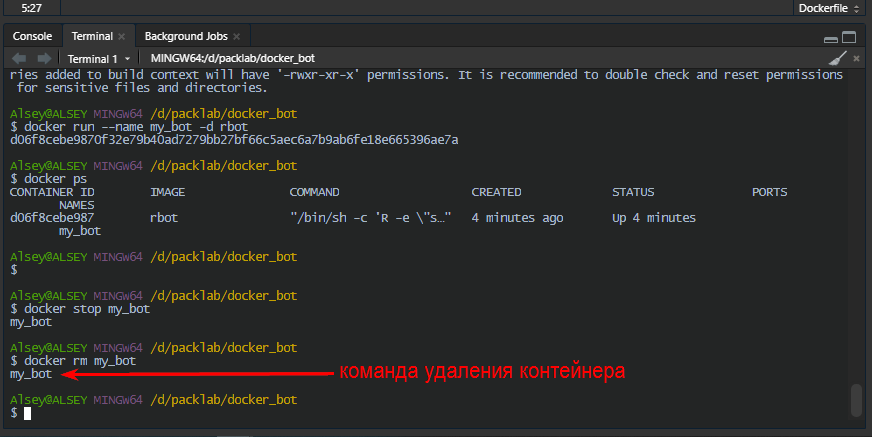 5:27 Dockerfile
Console Terminal Background Jobs
Terminal 1 MINGW64:/d/packlab/docker_bot
ries added to build context will have '-rwxr-xr-x' permissions. It is recommended to double check and reset permissions
for sensitive files and directories.
Alsey@ALSEY MINGW64 /d/packlab/docker_bot
$ docker run --name my_bot -d rbot
d06f8cebe9870f32e79b40ad7279bb27bf66c5aec6a7b9ab6fe18e665396ae7a
Alsey@ALSEY MINGW64 /d/packlab/docker_bot
$ docker ps
CONTAINER ID IMAGE COMMAND CREATED STATUS PORTS
NAMES
d06f8cebe987 rbot "/bin/sh -c 'R -e \"s…" 4 minutes ago Up 4 minutes
my_bot
Alsey@ALSEY MINGW64 /d/packlab/docker_bot
$
Alsey@ALSEY MINGW64 /d/packlab/docker_bot
$ docker stop my_bot
my_bot
Alsey@ALSEY MINGW64 /d/packlab/docker_bot
$ docker rm my_bot
my_bot команда удаления контейнера
Alsey@ALSEY MINGW64 /d/packlab/docker_bot
$